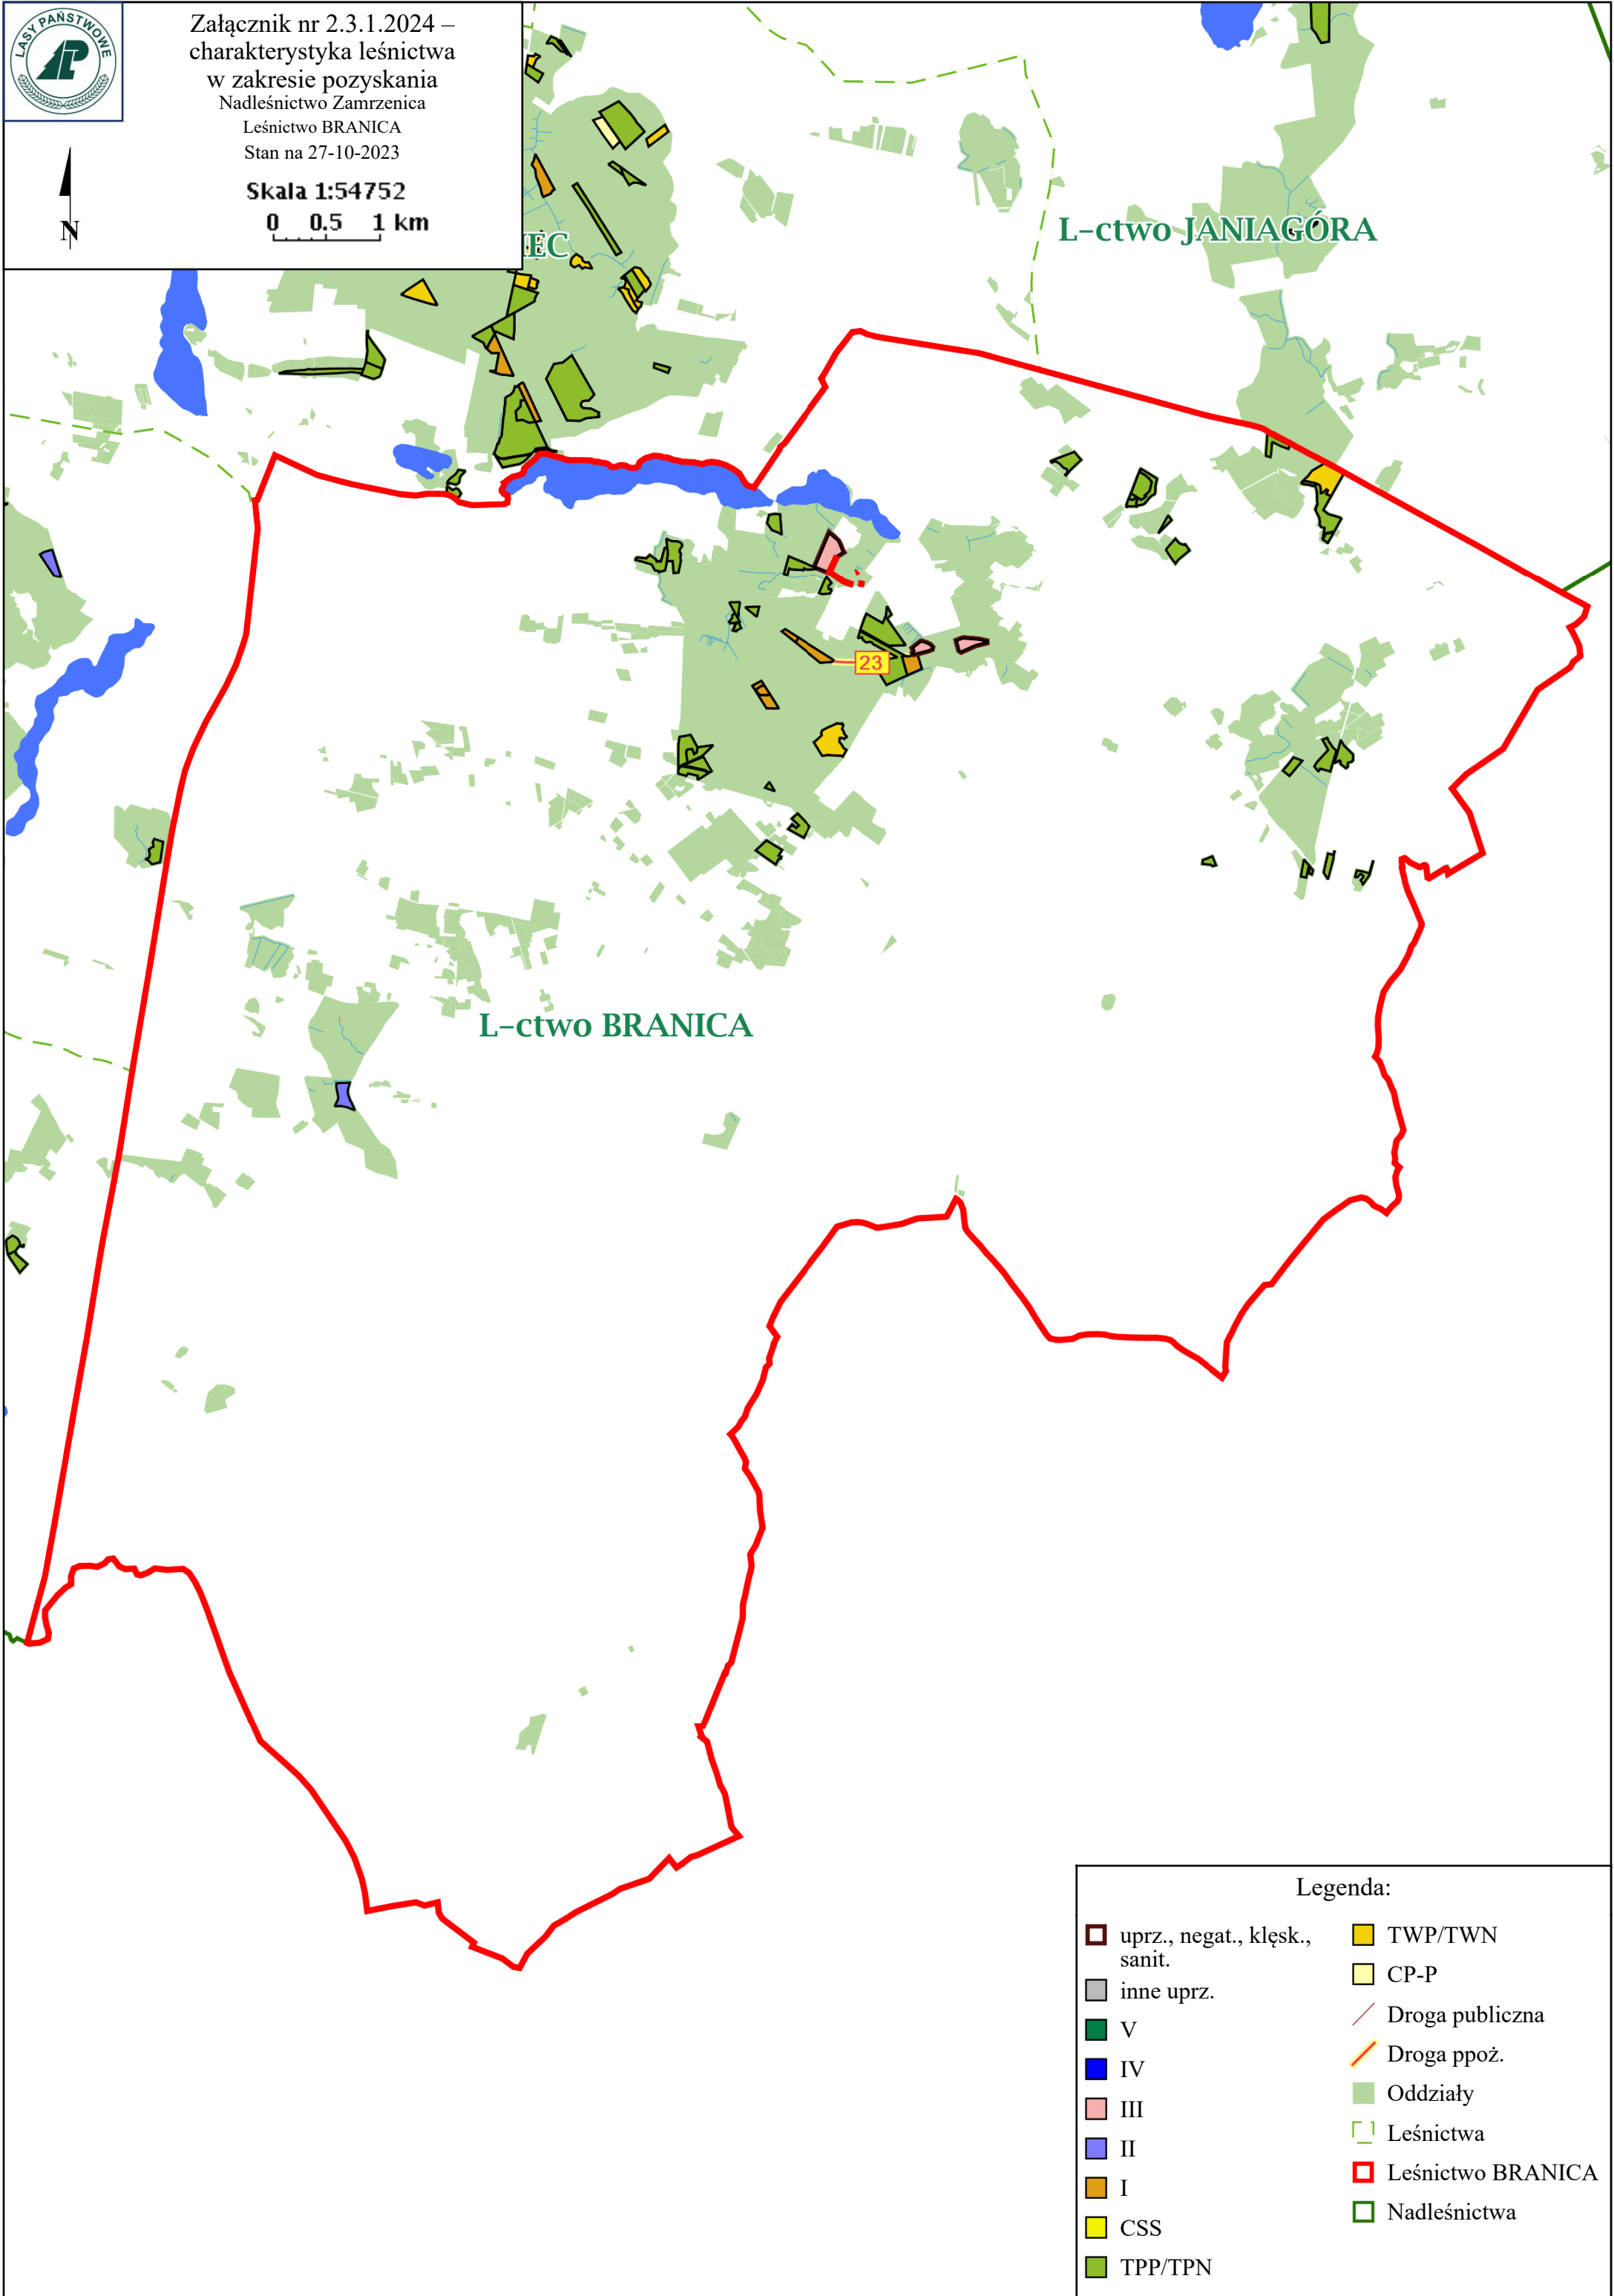 LASY PAŃSTWOWE
Załącznik nr 2.3.1.2024 –
charakterystyka leśnictwa
w zakresie pozyskania
Nadleśnictwo Zamrzenica
Leśnictwo BRANICA
Stan na 27-10-2023
Skala 1:54752
0 0.5 1 km
N
IEC
L-ctwo JANIAGÓRA
23
L-ctwo BRANICA
Legenda:
uprz., negat., klęsk.,
sanit.
inne uprz.
V
IV
III
II
I
CSS
TPP/TPN
TWP/TWN
CP-P
Droga publiczna
Droga ppoż.
Oddziały
Leśnictwa
Leśnictwo BRANICA
Nadleśnictwa